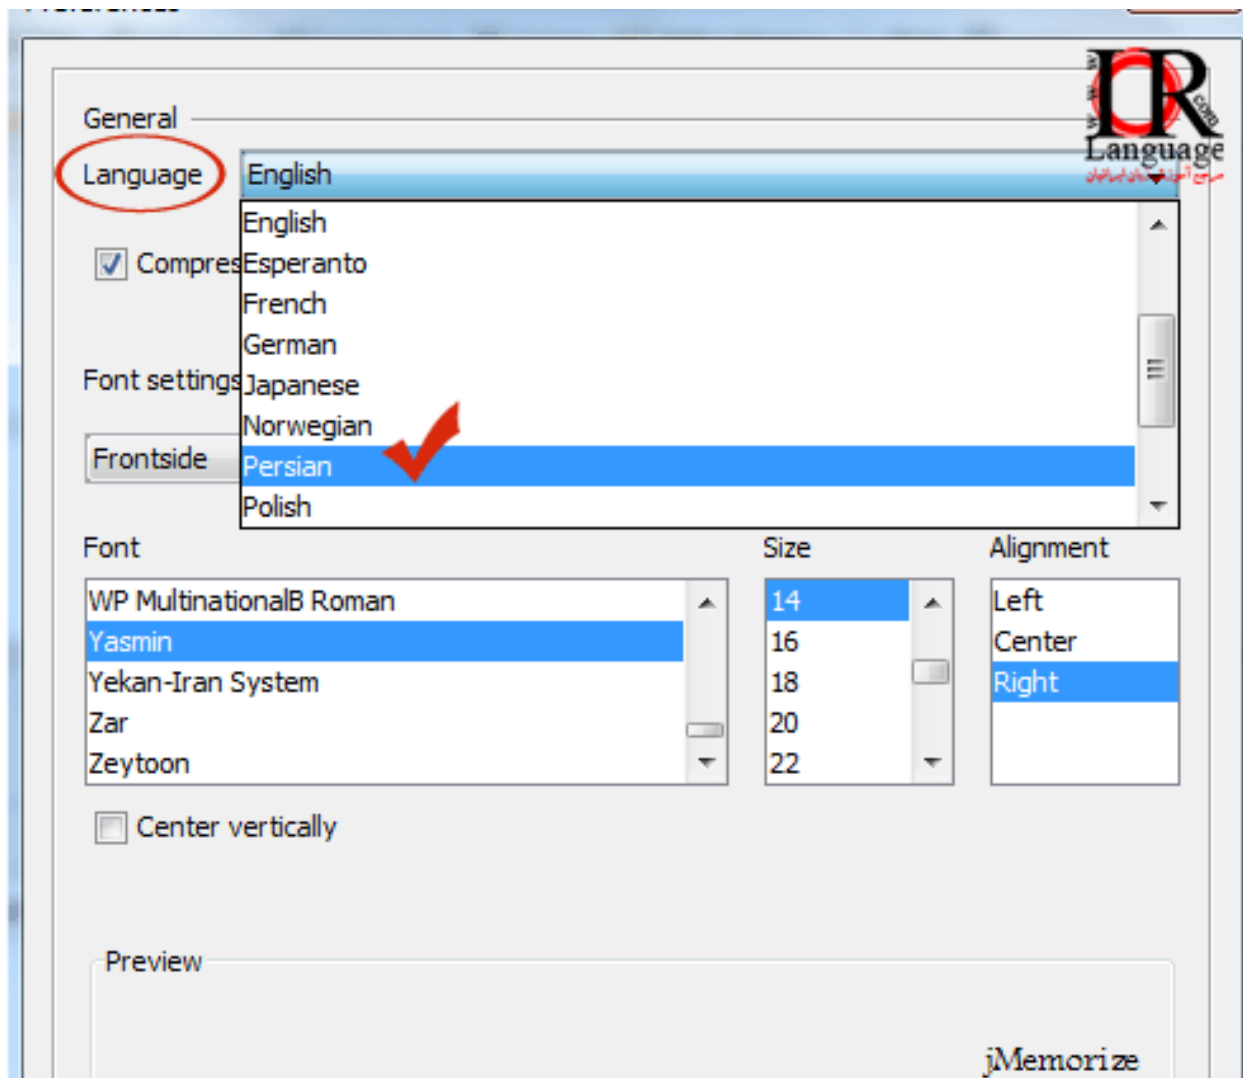 General
Language
English
English
Esperanto
French
German
Japanese
Norwegian
Persian
Polish
Font settings
Frontside
Font
WP MultinationalB Roman
Yasmin
Yekan-Iran System
Zar
Zeytoon
Size
14
16
18
20
22
Alignment
Left
Center
Right
Center vertically
Preview
jMemorize
www
IR
.com
Language